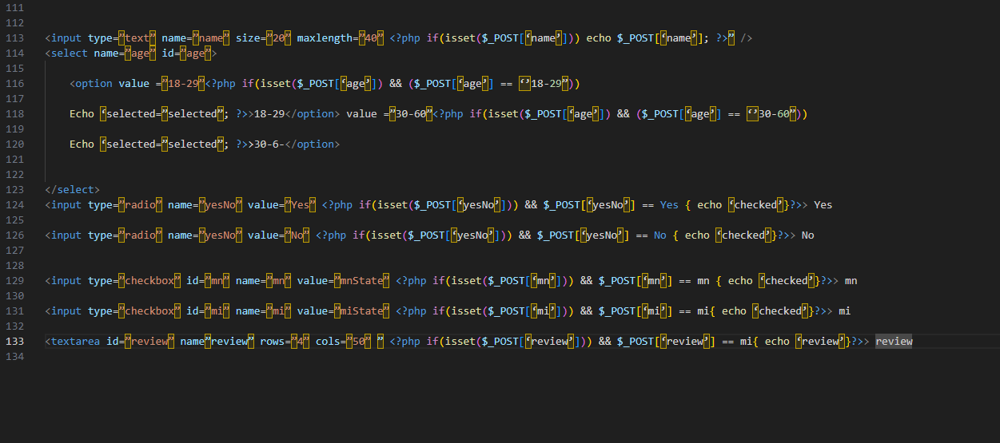 111
112
113 <input type=”text” name=”name” size=”20” maxlength=”40” <?php if(isset($_POST[‘name’])) echo $_POST[‘name’]; ?>” />
114 <select name=”age” id=”age”>
115
116 <option value =”18-29”<?php if(isset($_POST[‘age’]) && ($_POST[‘age’] == ‘’18-29”))
117
118 Echo ‘selected=”selected”; ?>>18-29</option> value =”30-60”<?php if(isset($_POST[‘age’]) && ($_POST[‘age’] == ‘’30-60”))
119
120 Echo ‘selected=”selected”; ?>>30-6-</option>
121
122
123 </select>
124 <input type=”radio” name=”yesNo” value=”Yes” <?php if(isset($_POST[‘yesNo’])) && $_POST[‘yesNo’] == Yes { echo ‘checked’}?>> Yes
125
126 <input type=”radio” name=”yesNo” value=”No” <?php if(isset($_POST[‘yesNo’])) && $_POST[‘yesNo’] == No { echo ‘checked’}?>> No
127
128
129 <input type=”checkbox” id=”mn” name=”mn” value=”mnState” <?php if(isset($_POST[‘mn’])) && $_POST[‘mn’] == mn { echo ‘checked’}?>> mn
130
131 <input type=”checkbox” id=”mi” name=”mi” value=”miState” <?php if(isset($_POST[‘mi’])) && $_POST[‘mi’] == mi{ echo ‘checked’}?>> mi
132
133 <textarea id=”review” name”review” rows=”4” cols=”50” ” <?php if(isset($_POST[‘review’])) && $_POST[‘review’] == mi{ echo ‘review’}?>> review
134